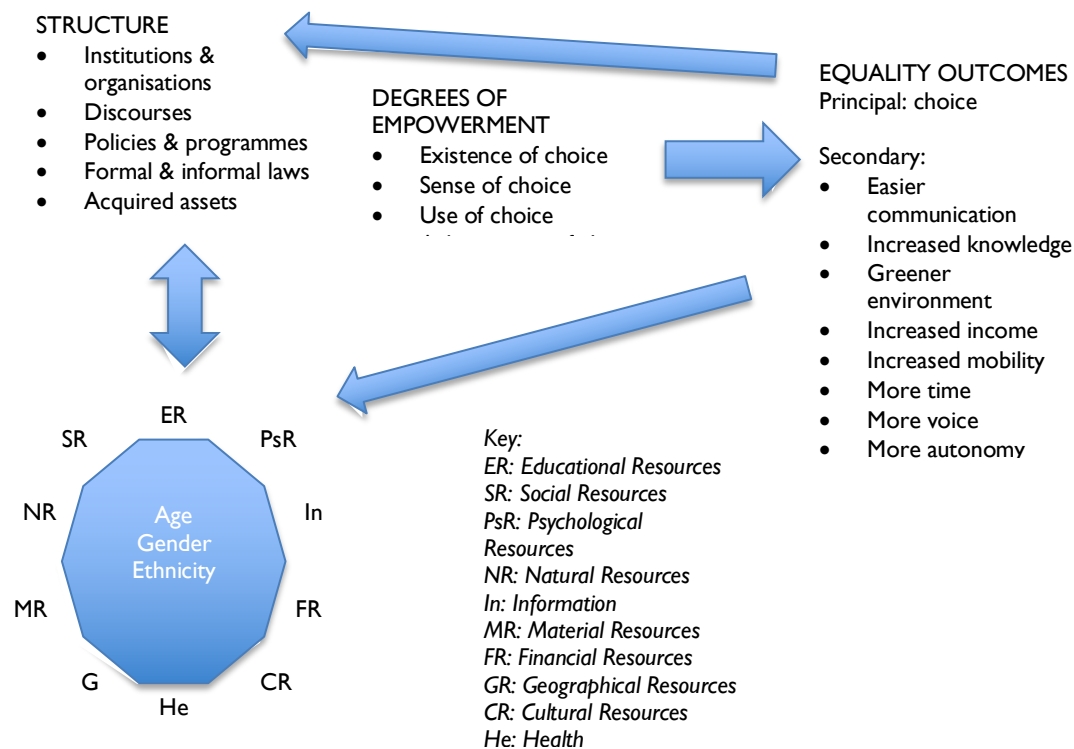 STRUCTURE
• Institutions &
organisations
• Discourses
• Policies & programmes
• Formal & informal laws
• Acquired assets
DEGREES OF
EMPOWERMENT
• Existence of choice
• Sense of choice
• Use of choice
EQUALITY OUTCOMES
Principal: choice
Secondary:
• Easier
communication
• Increased knowledge
• Greener
environment
• Increased income
• Increased mobility
• More time
• More voice
• More autonomy
ER
SR
PsR
NR
In
Age
Gender
Ethnicity
MR
FR
G
CR
He
Key:
ER: Educational Resources
SR: Social Resources
PsR: Psychological
Resources
NR: Natural Resources
In: Information
MR: Material Resources
FR: Financial Resources
GR: Geographical Resources
CR: Cultural Resources
He: Health